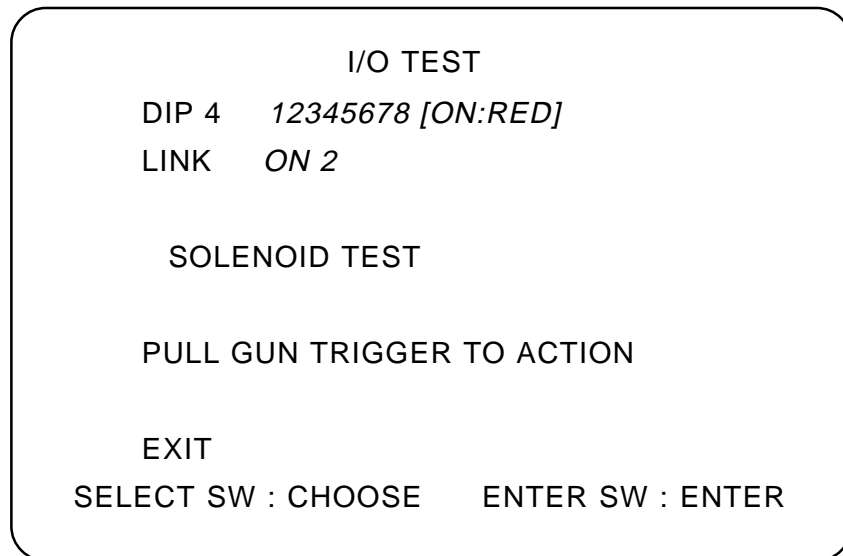 I/O TEST
DIP 4 12345678 [ON:RED]
LINK ON 2
SOLENOID TEST
PULL GUN TRIGGER TO ACTION
EXIT
SELECT SW : CHOOSE ENTER SW : ENTER